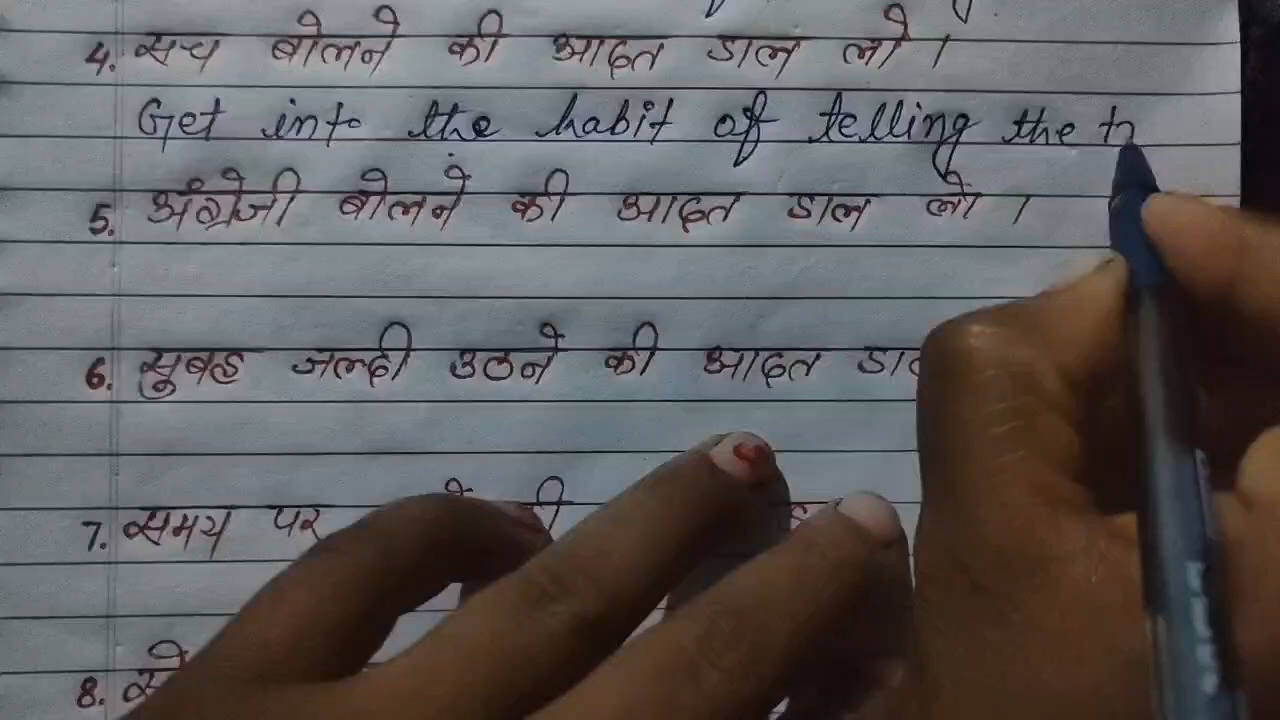 4. सच बोलने की आदत डाल लो ।
Get into the habit of telling the tr
5. अंग्रेजी बोलने की आदत डाल लो ।
6. सुबह जल्दी उठने की आदत
7. समय पर
8.